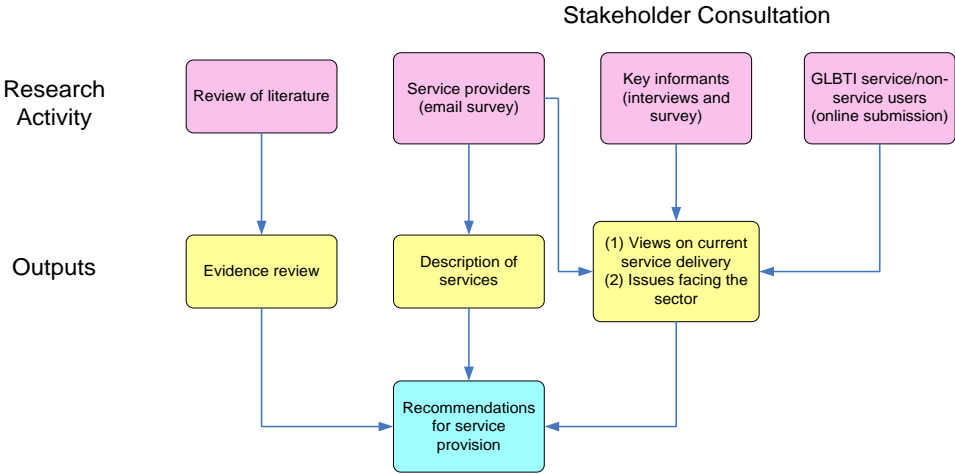 Stakeholder Consultation
Research
Activity
Review of literature
Service providers
(email survey)
Key informants
(interviews and
survey)
GLBTI service/non-
service users
(online submission)
Outputs
Evidence review
Description of
services
(1) Views on current
service delivery
(2) Issues facing the
sector
Recommendations
for service
provision